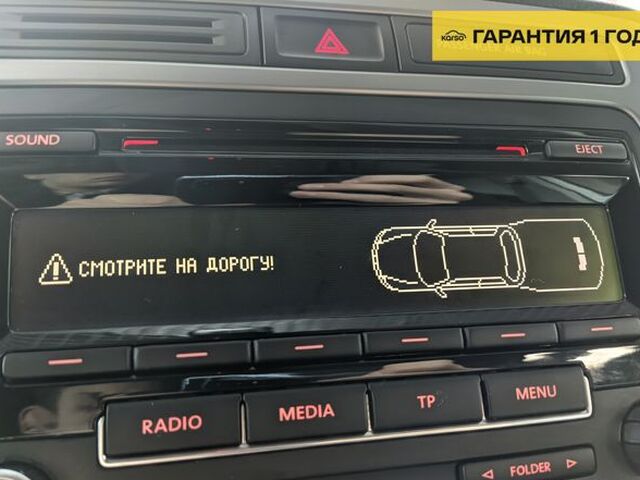 karso
ГАРАНТИЯ 1 ГОД
SOUND
EJECT
СМОТРИТЕ НА ДОРОГУ!
RADIO
MEDIA
TP
MENU
FOLDER